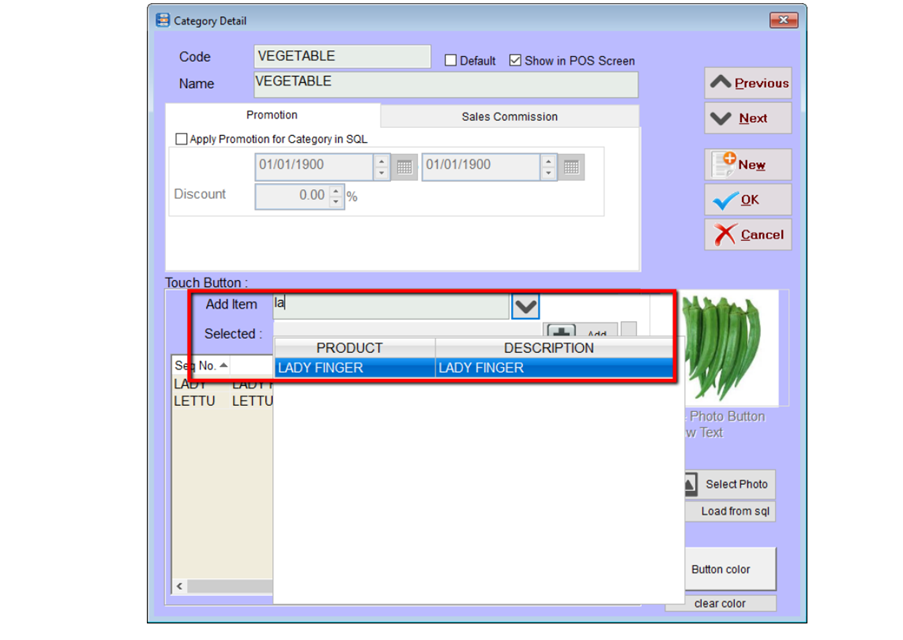 Category Detail
Code VEGETABLE Default Show in POS Screen
Name VEGETABLE
Previous
Next
New
OK
Cancel
Promotion Sales Commission
Apply Promotion for Category in SQL
01/01/1900 01/01/1900
Discount 0.00 %
Touch Button :
Add Item la
Selected : Add
PRODUCT DESCRIPTION
Seq No. LADY FINGER LADY FINGER
LADY LADY
LETTU LETTU
Photo Button
Text
Select Photo
Load from sql
Button color
clear color